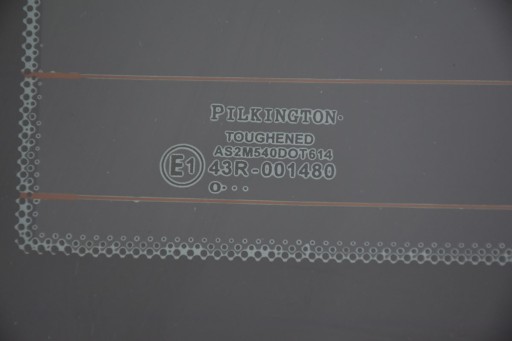 PILKINGTON·
TOUGHENED
AS2M540DOT614
E1 43R-001480
O···